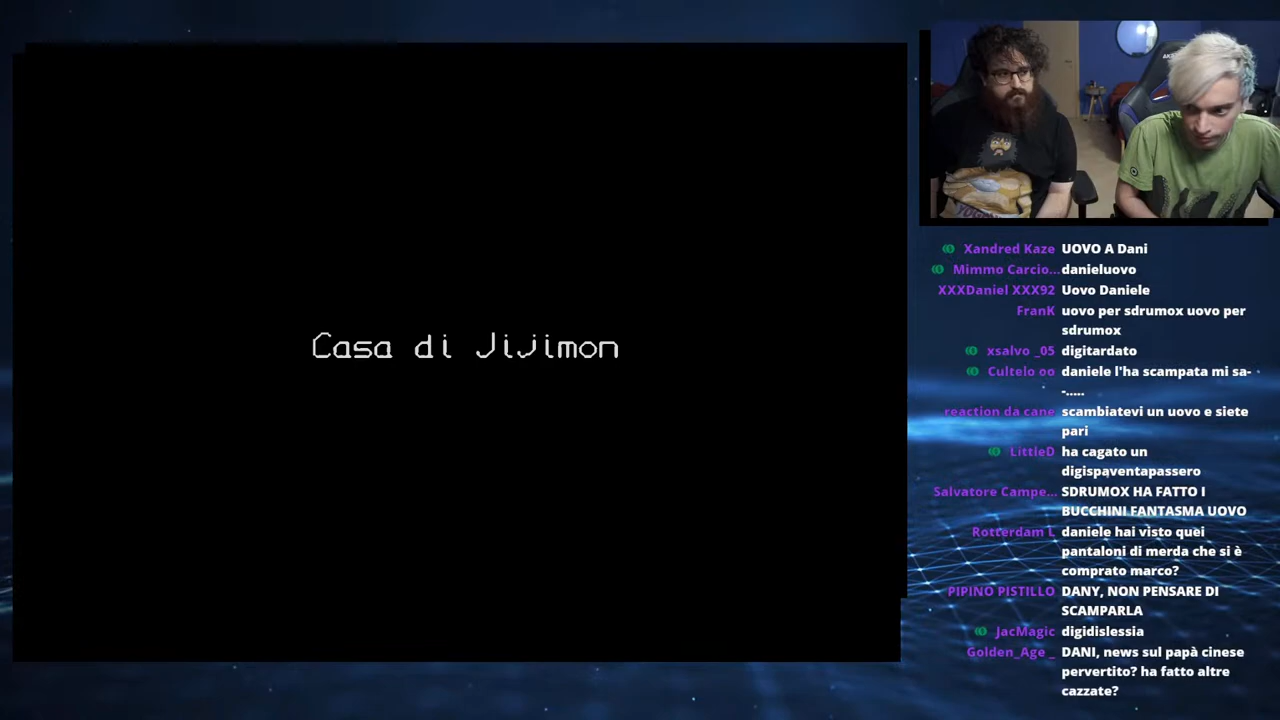 Casa di Jijimon
Xandred Kaze UOVO A Dani
Mimmo Carcio... danieluovo
XXXDaniel XXX92 Uovo Daniele
FranK uovo per sdrumox uovo per
sdrumox
xsalvo _05 digitardato
Cultelo oo daniele l'ha scampata mi sa-
-.....
reaction da cane scambiatevi un uovo e siete
pari
LittleD ha cagato un
digispaventapassero
Salvatore Campe... SDRUMOX HA FATTO I
BUCCHINI FANTASMA UOVO
Rotterdam L daniele hai visto quei
pantaloni di merda che si è
comprato marco?
PIPINO PISTILLO DANY, NON PENSARE DI
SCAMPARLA
JacMagic digidislessia
Golden_Age _ DANI, news sul papà cinese
pervertito? ha fatto altre
cazzate?